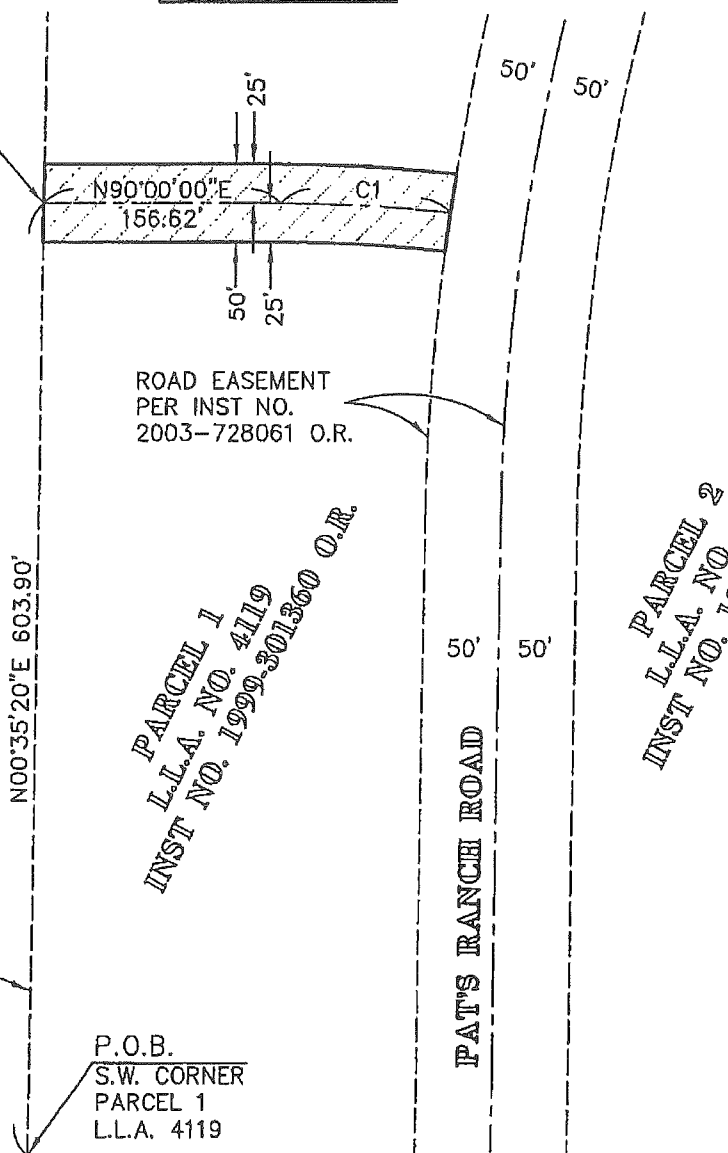 50'
50'
25'
N90°00'00"E
156.62'
C1
50'
25'
ROAD EASEMENT
PER INST NO.
2003-728061 O.R.
N00°35'20"E 603.90'
PARCEL 1
L.L.A. NO. 4119
INST NO. 1999-301360 O.R.
50'
50'
PARCEL 2
L.L.A. NO
INST NO.
PAT'S RANCH ROAD
P.O.B.
S.W. CORNER
PARCEL 1
L.L.A. 4119